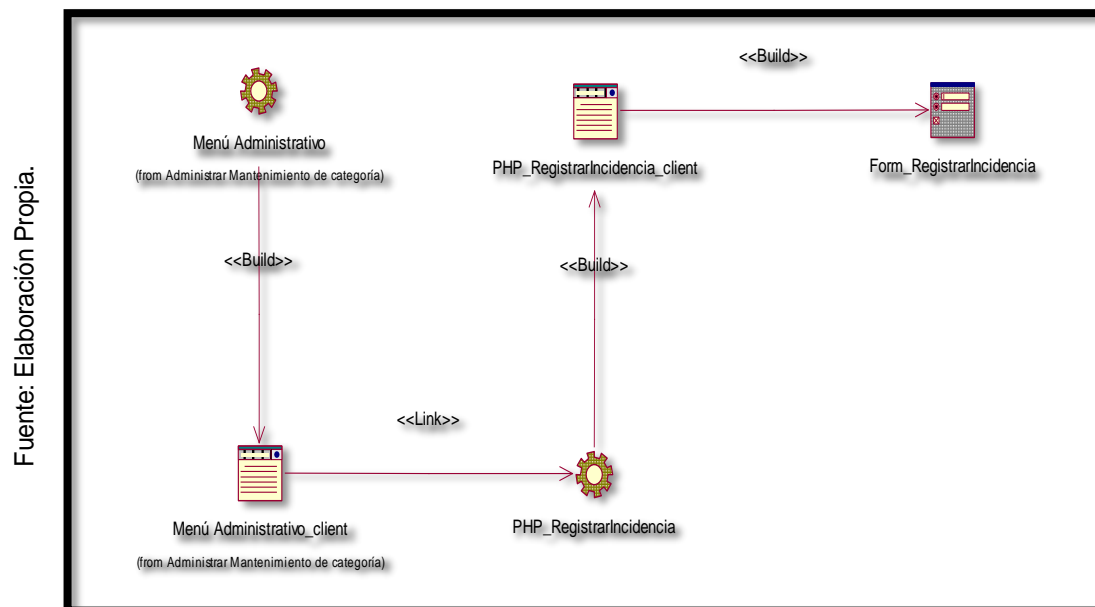 Fuente: Elaboración Propia.
<<Build>>
Menú Administrativo
(from Administrar Mantenimiento de categoría)
PHP_RegistrarIncidencia_client
Form_RegistrarIncidencia
<<Build>>
<<Build>>
<<Link>>
Menú Administrativo_client
(from Administrar Mantenimiento de categoría)
PHP_RegistrarIncidencia